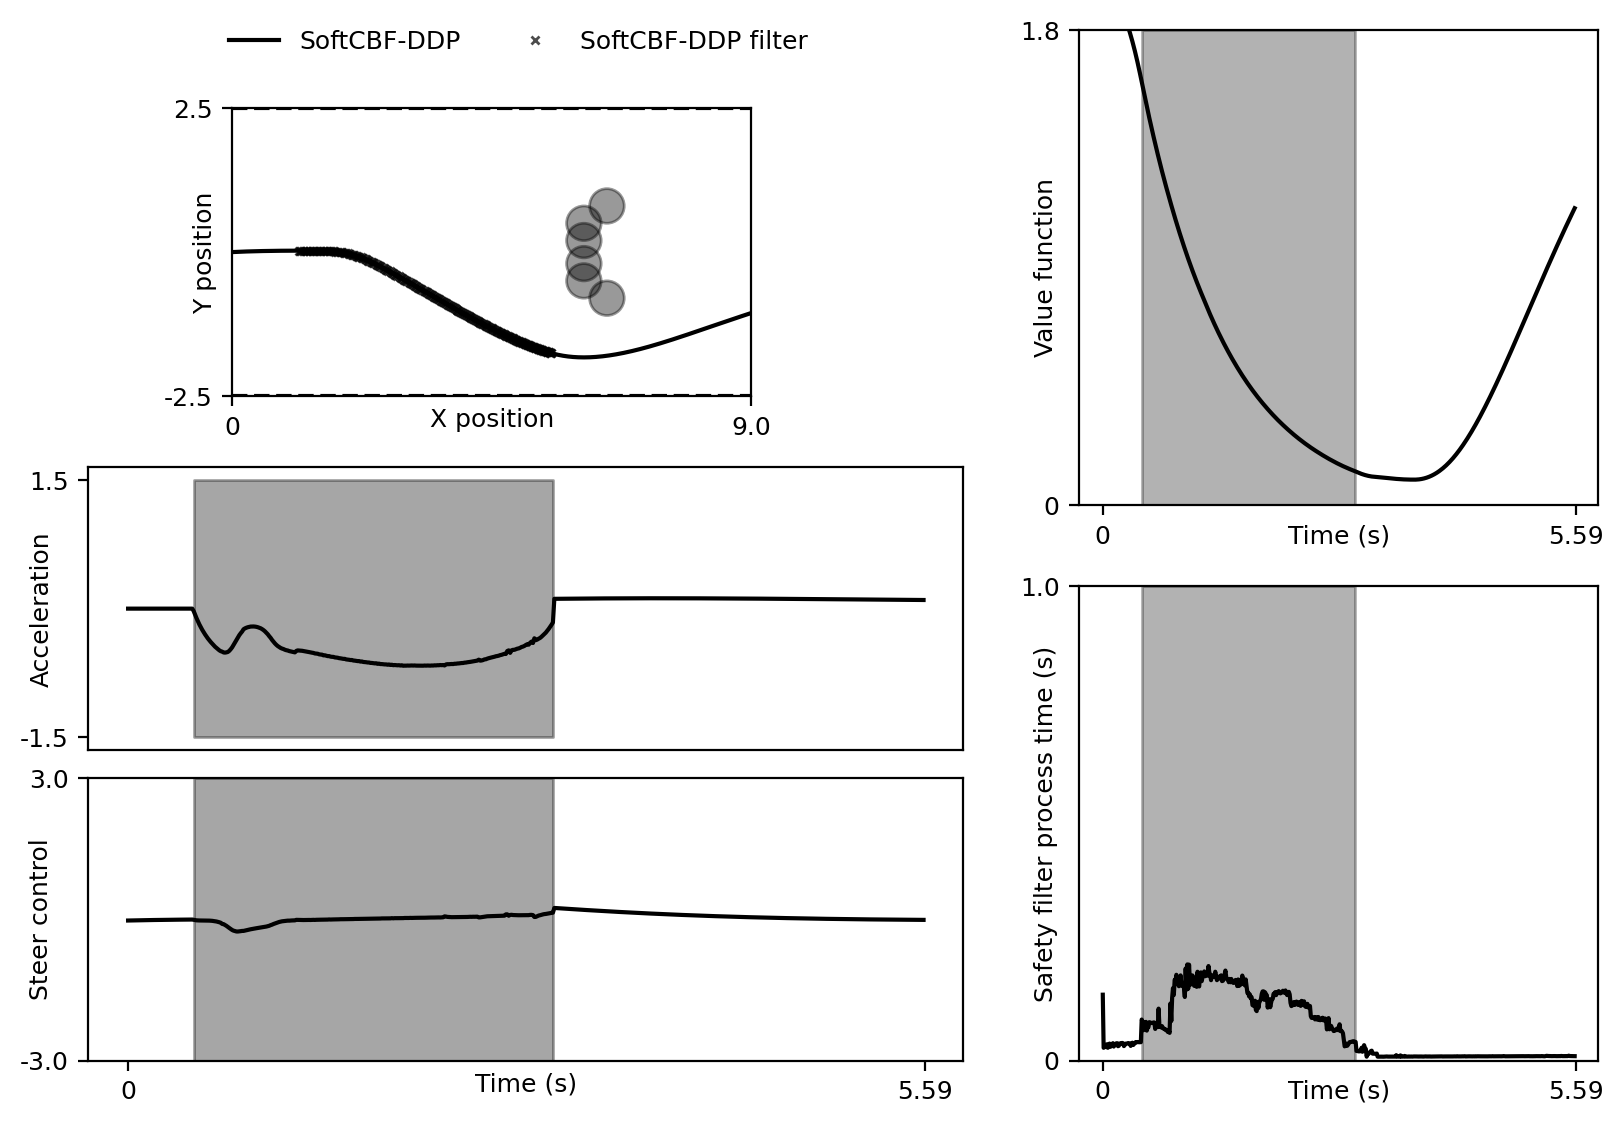 SoftCBF-DDP
SoftCBF-DDP filter
2.5
Y position
-2.5
0
X position
9.0
1.5
Acceleration
-1.5
3.0
Steer control
-3.0
0
Time (s)
5.59
1.8
Value function
0
0
Time (s)
5.59
1.0
Safety filter process time (s)
0
0
Time (s)
5.59